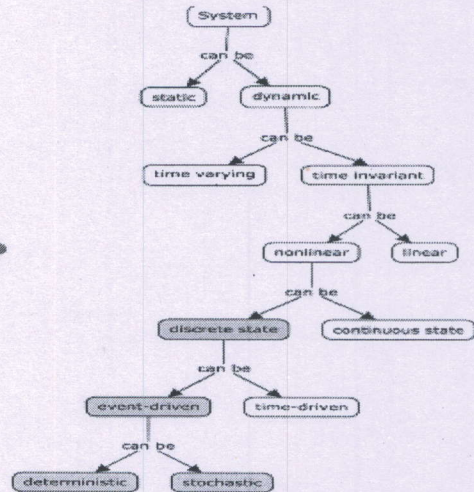 System
can be
static dynamic
can be
time varying time invariant
can be
nonlinear linear
can be
discrete state continuous state
can be
event-driven time-driven
can be
deterministic stochastic